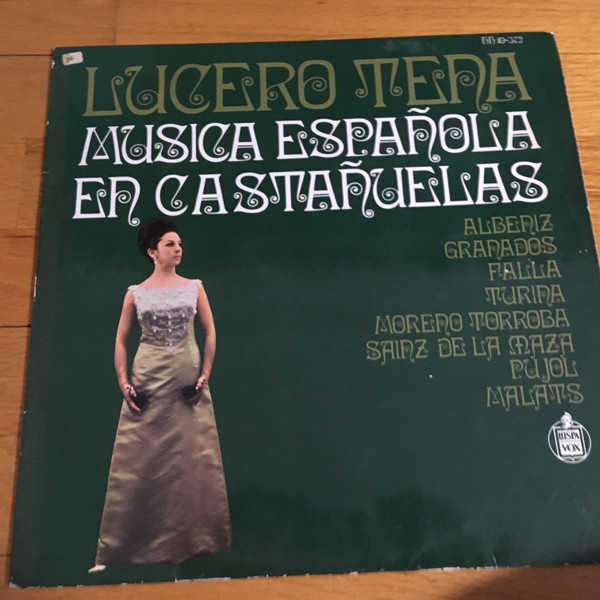 LUCERO TENA
MUSICA ESPAÑOLA
EN CASTAÑUELAS
ALBENIZ
GRANADOS
FALLA
TURINA
MORENO TORROBA
SAINZ DE LA MAZA
PUJOL
MALATS
HISPA
VOX